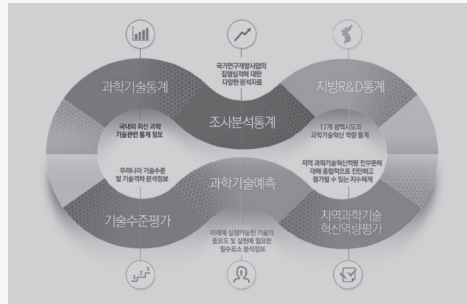 국가연구개발사업의
집행실적에 대한
다양한 분석자료
과학기술통계
조사분석통계
지방R&D통계
국내외 최신 과학
기술관련 통계 정보
17개 광역시도의
과학기술혁신 역량 통계
우리나라 기술수준
및 기술격차 분석정보
과학기술예측
지역 과학기술혁신역량 전부문에
대해 종합적으로 진단하고
평가할 수 있는 지수체계
기술수준평가
미래에 실현가능한 기술의
중요도 및 실현에 필요한
필수요소 분석정보
지역과학기술
혁신역량평가
1 2 3